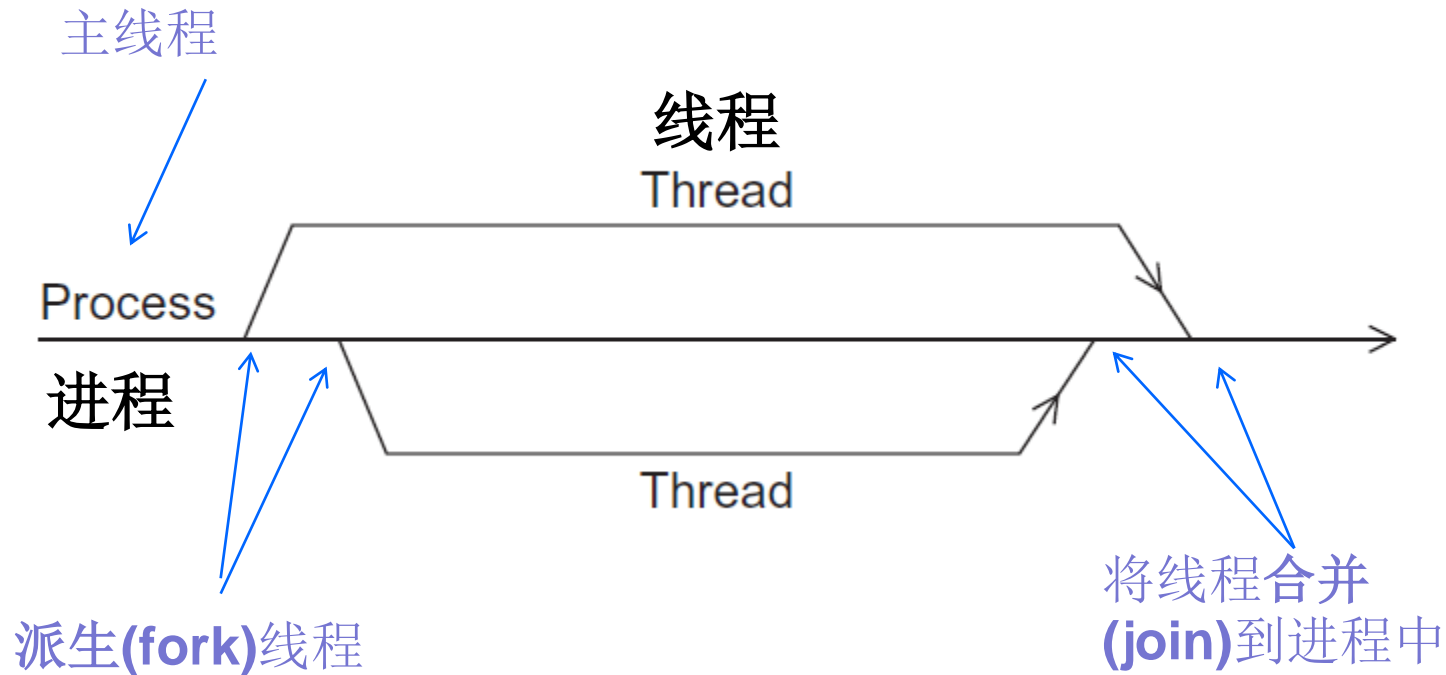 主线程
线程
Thread
Process
进程
Thread
派生(fork)线程
将线程合并
(join)到进程中